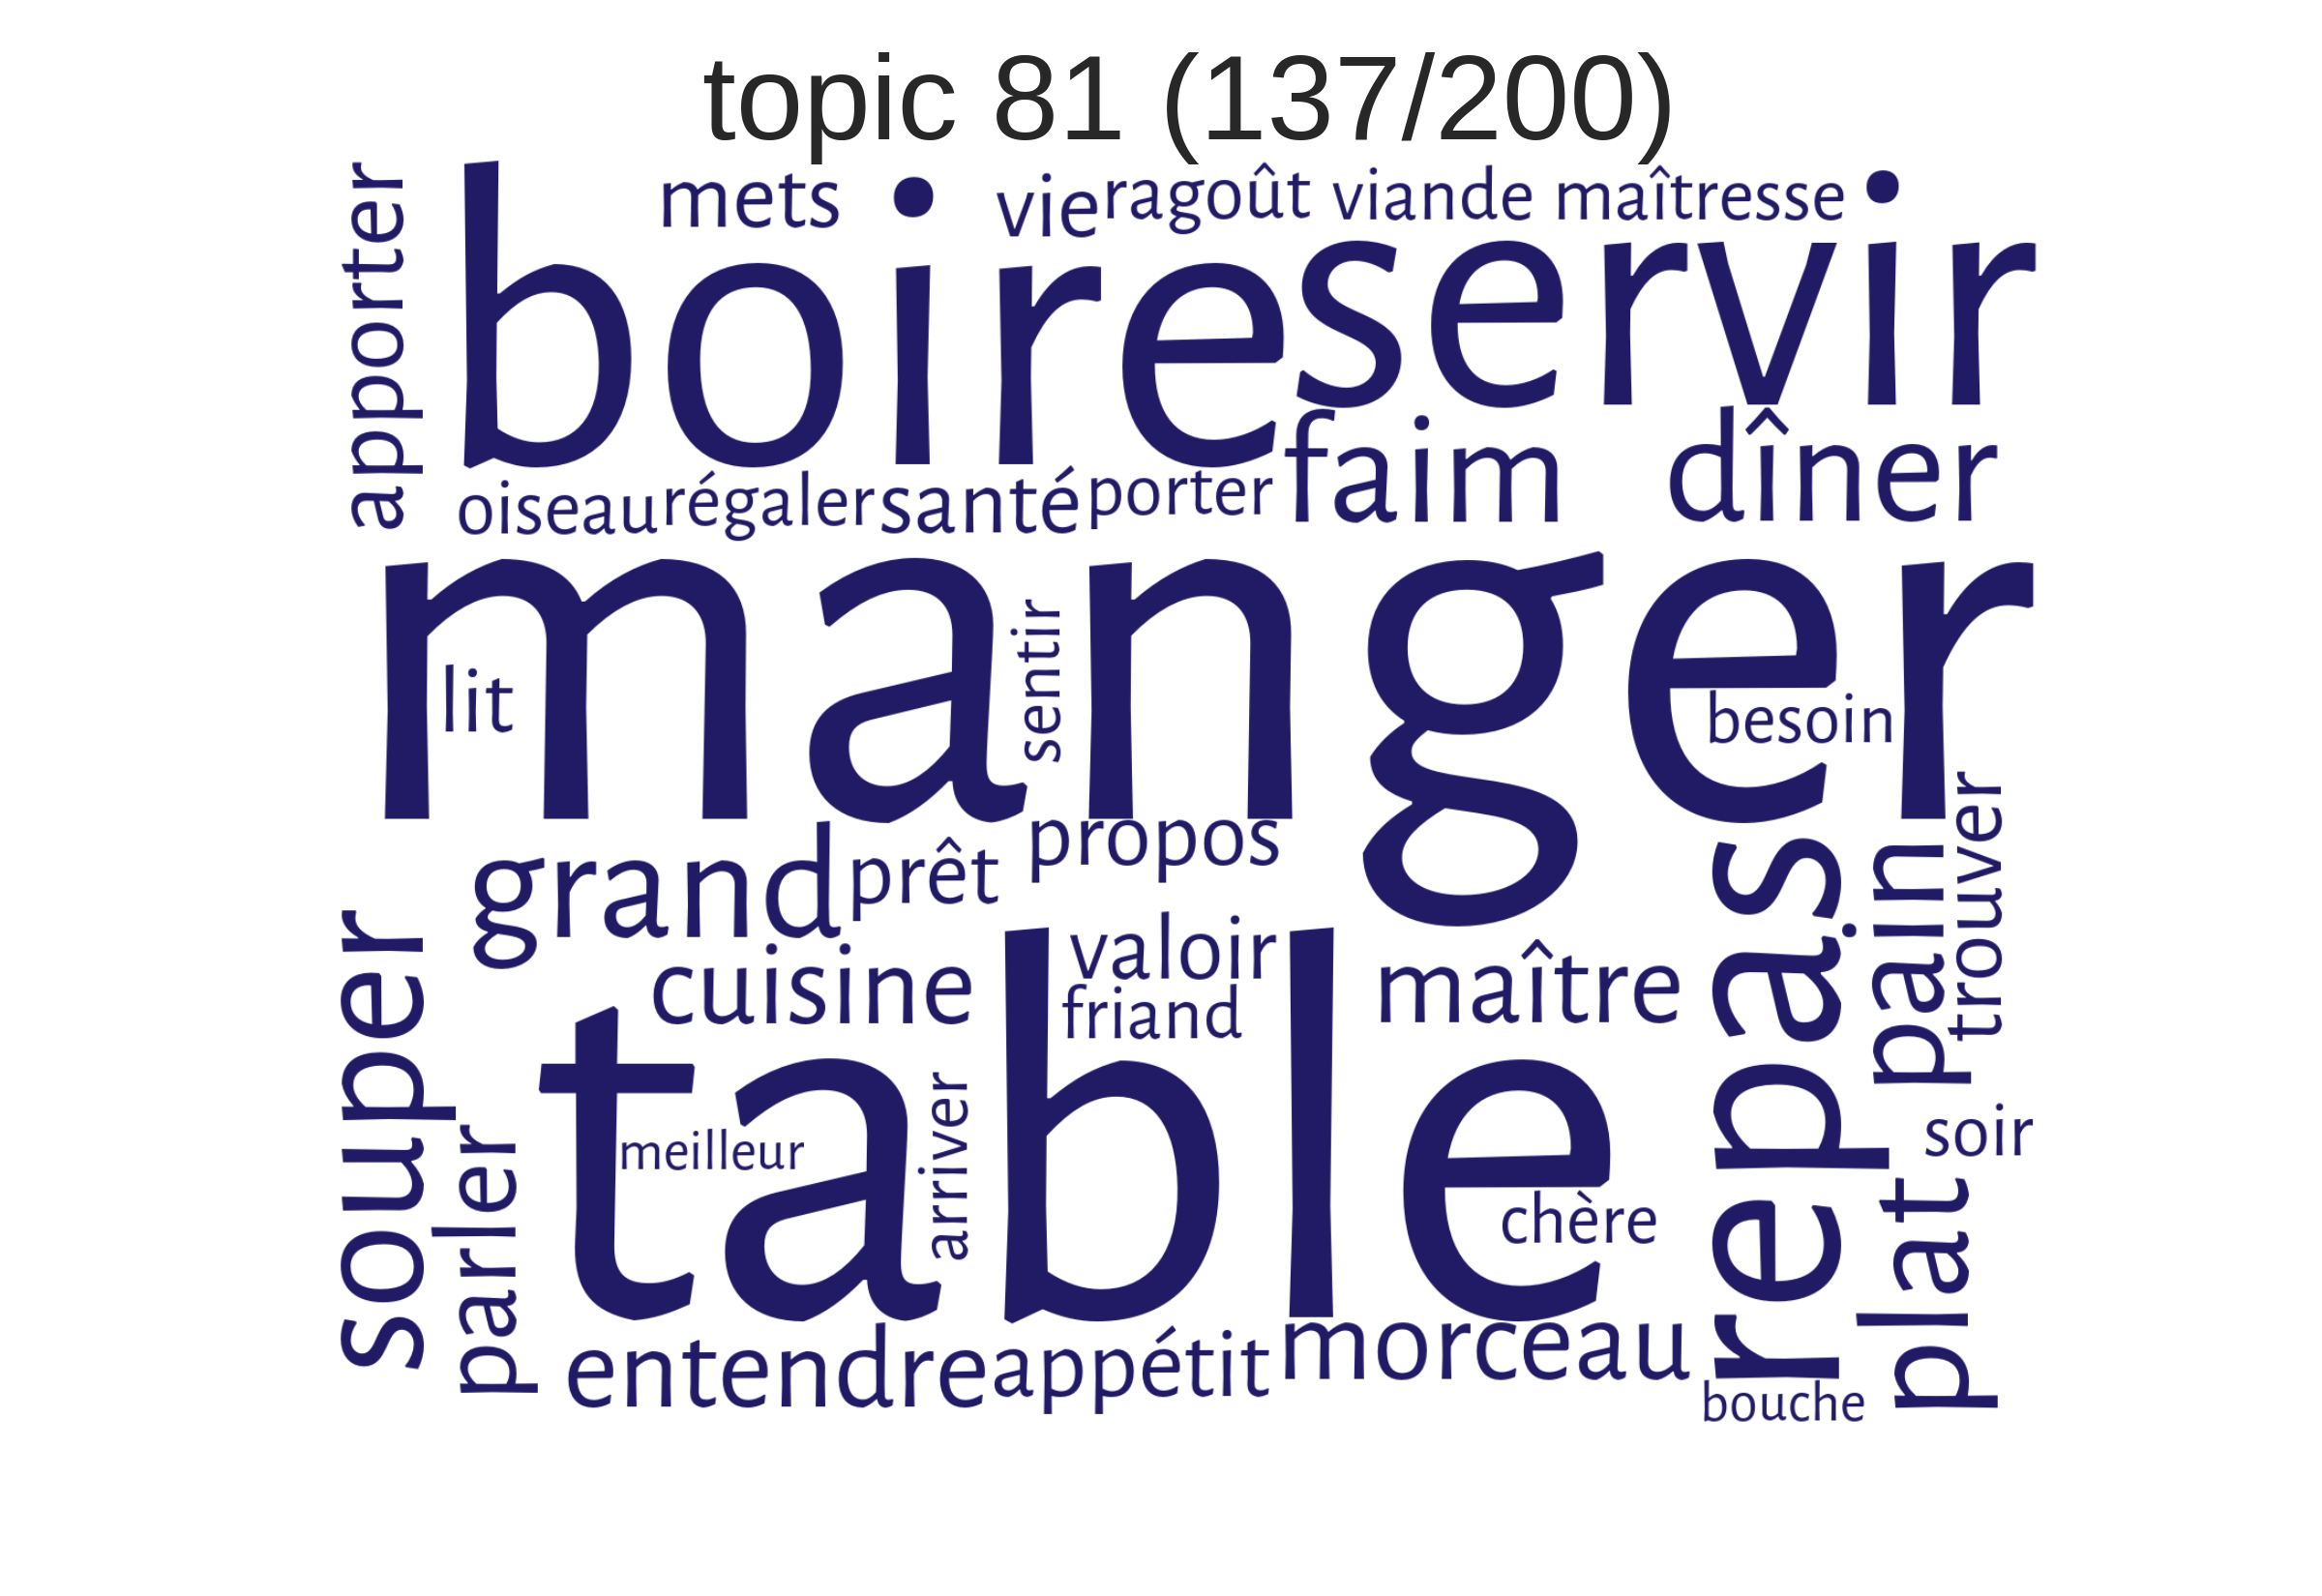 topic 81 (137/200)
apporter
mets
vie
ragoût
viande
maîtresse
boire
servir
faim
dîner
oiseau
régaler
santé
porter
manger
sentir
lit
besoin
propos
grand
prêt
trouver
pain
repas
souper
cuisine
valoir
friand
maître
table
meilleur
arriver
chère
soir
plat
parler
entendre
appétit
morceau
bouche